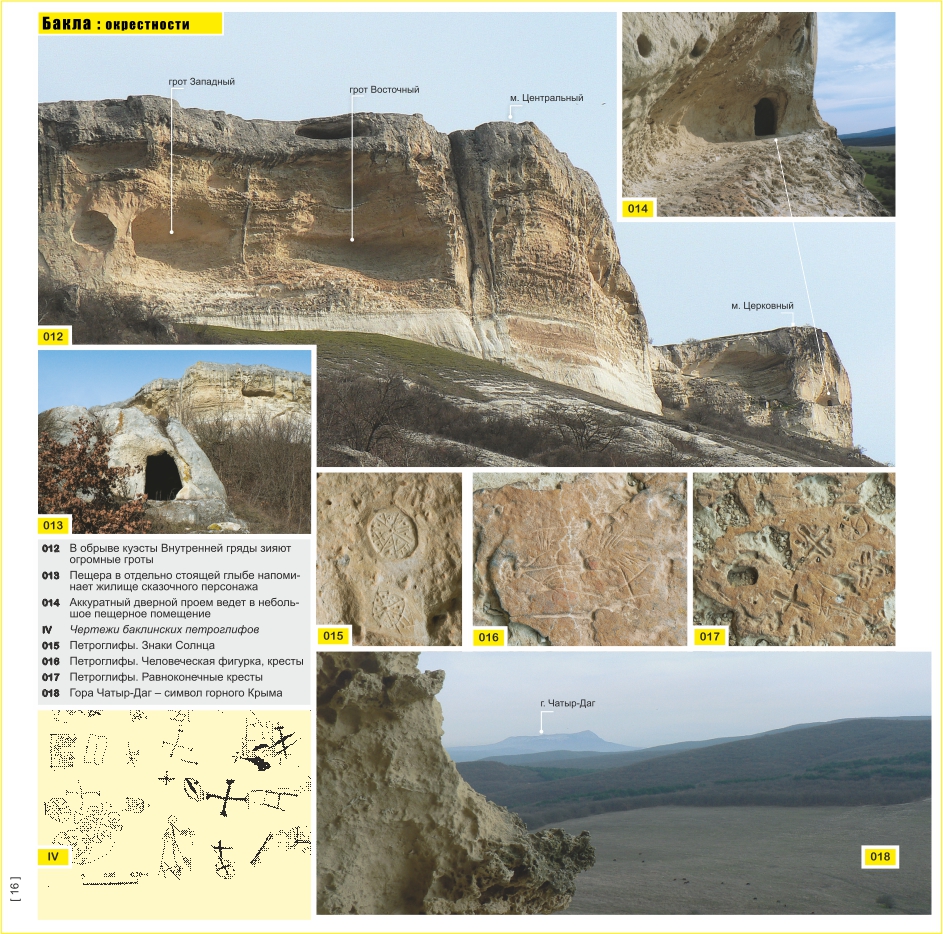 Бакла : окрестности
грот Западный
грот Восточный
м. Центральный
014
м. Церковный
012
013
012 В обрыве куэсты Внутренней гряды зияют
огромные гроты
013 Пещера в отдельно стоящей глыбе напоми-
нает жилище сказочного персонажа
014 Аккуратный дверной проем ведет в неболь-
шое пещерное помещение
IV Чертежи баклинских петроглифов
015 Петроглифы. Знаки Солнца
016 Петроглифы. Человеческая фигурка, кресты
017 Петроглифы. Равноконечные кресты
018 Гора Чатыр-Даг – символ горного Крыма
015
016
017
г. Чатыр-Даг
018
IV
[ 16 ]